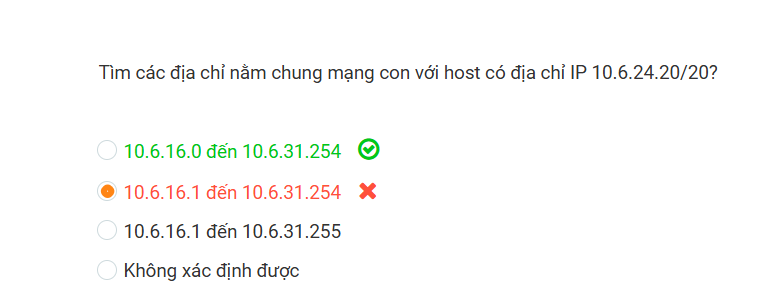 Tìm các địa chỉ nằm chung mạng con với host có địa chỉ IP 10.6.24.20/20?
10.6.16.0 đến 10.6.31.254
10.6.16.1 đến 10.6.31.254
10.6.16.1 đến 10.6.31.255
Không xác định được